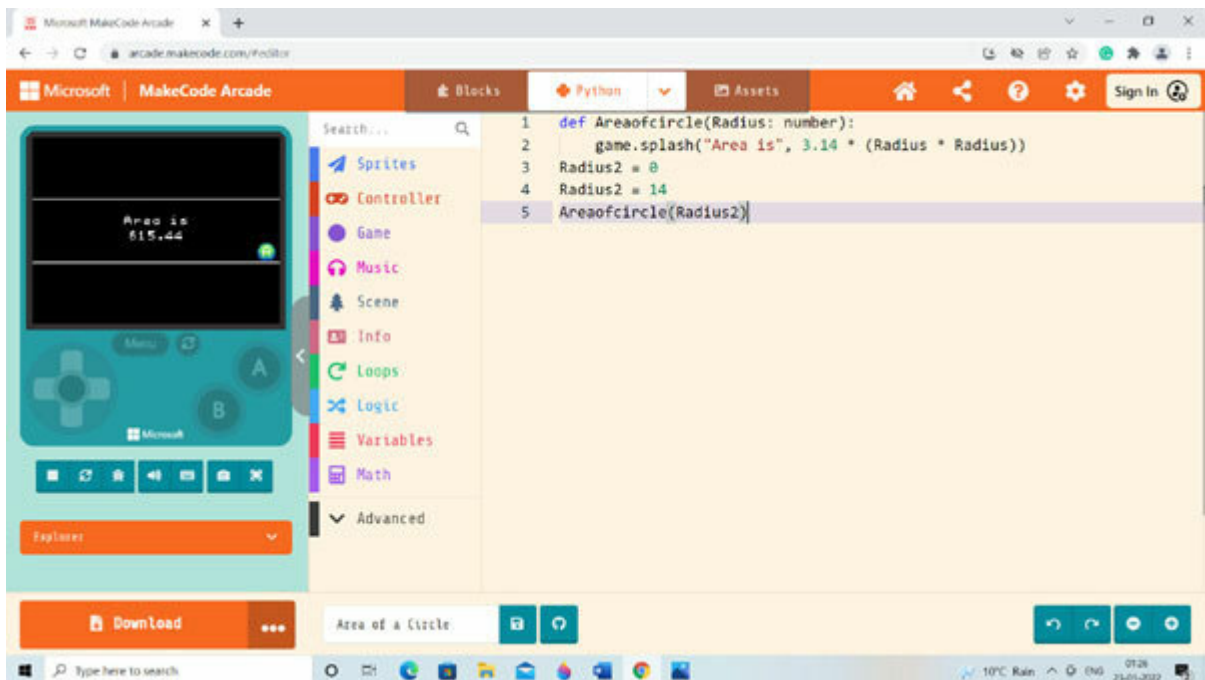 Microsoft MakeCode Arcade
arcade.makecode.com/#editor
Microsoft | MakeCode Arcade
Blocks
Python
Assets
Sign In
Search...
Sprites
Controller
Game
Music
Scene
Info
Loops
Logic
Variables
Math
Advanced
1 def Areaofcircle(Radius: number):
2 game.splash("Area is", 3.14 * (Radius * Radius))
3 Radius2 = 0
4 Radius2 = 14
5 Areaofcircle(Radius2)
Area is
615.44
A
Menu
A
B
Microsoft
Explorer
Download
Area of a Circle
Type here to search
10°C Rain
ENG
01:26